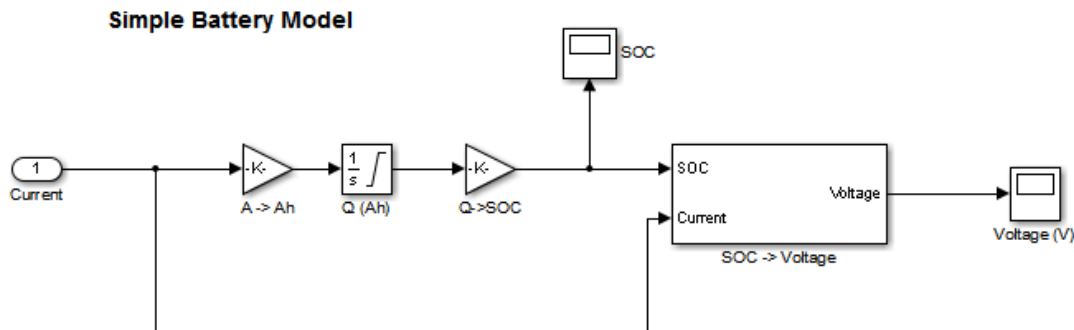 Simple Battery Model
SOC
1
Current
-K-
A -> Ah
1
s
Q (Ah)
-K-
Q->SOC
SOC
Current
Voltage
SOC -> Voltage
Voltage (V)